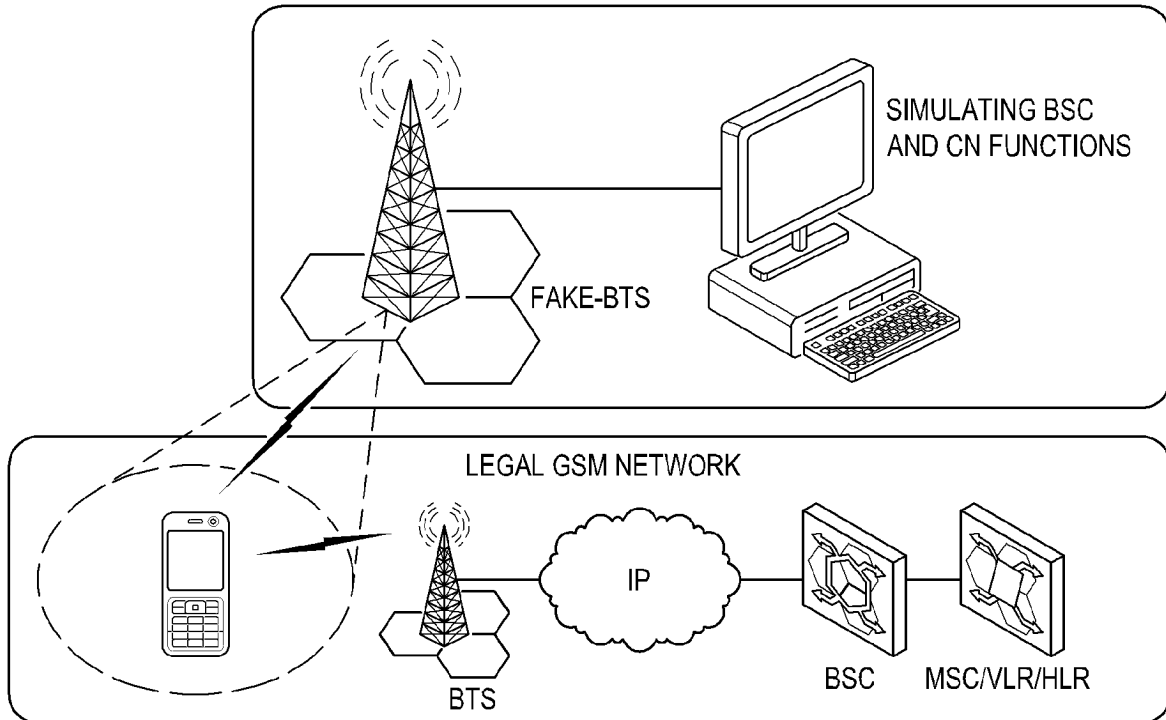 SIMULATING BSC
AND CN FUNCTIONS
FAKE-BTS
LEGAL GSM NETWORK
IP
BTS
BSC
MSC/VLR/HLR